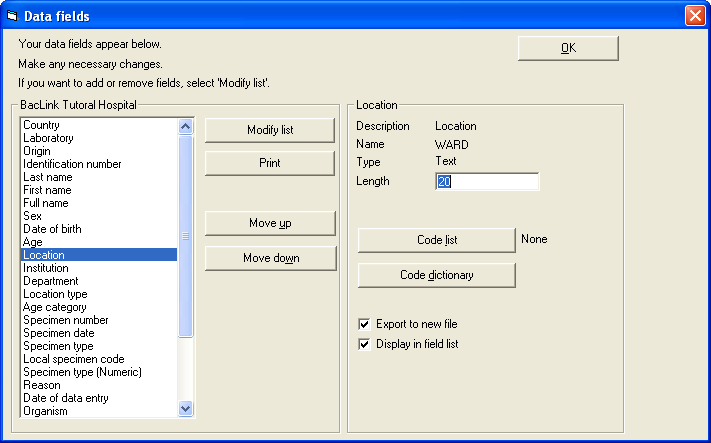 Data fields
Your data fields appear below.
Make any necessary changes.
If you want to add or remove fields, select 'Modify list'.
OK
BacLink Tutoral Hospital
Country
Laboratory
Origin
Identification number
Last name
First name
Full name
Sex
Date of birth
Age
Location
Institution
Department
Location type
Age category
Specimen number
Specimen date
Specimen type
Local specimen code
Specimen type (Numeric)
Reason
Date of data entry
Organism
Modify list
Print
Move up
Move down
Location
Description Location
Name WARD
Type Text
Length 20
Code list None
Code dictionary
Export to new file
Display in field list